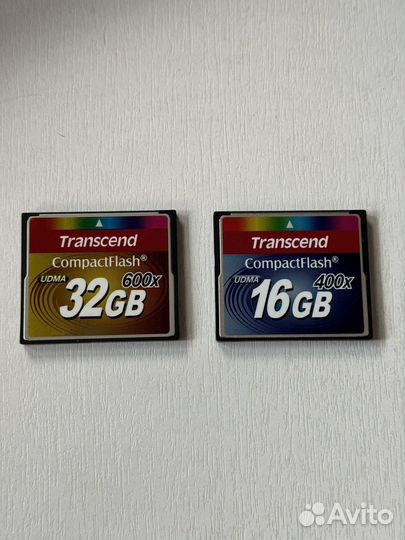 Transcend
CompactFlash®
UDMA 600x
32GB
Transcend
CompactFlash®
UDMA 400x
16GB
Avito